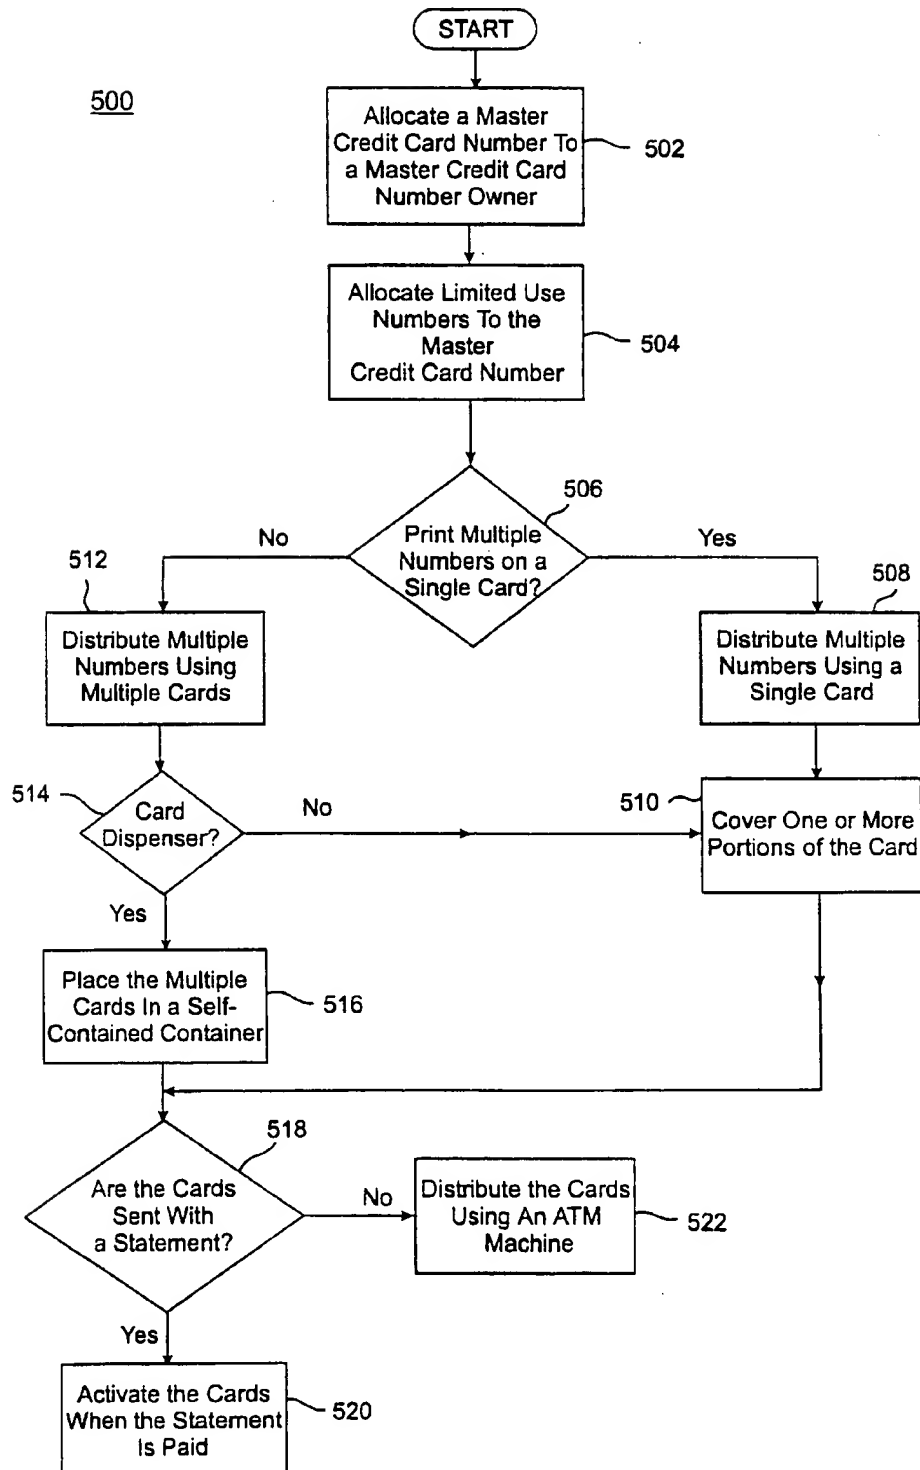 START
500
Allocate a Master
Credit Card Number To
a Master Credit Card
Number Owner
502
Allocate Limited Use
Numbers To the
Master
Credit Card Number
504
506
Print Multiple
Numbers on a
Single Card?
No
Yes
512
508
Distribute Multiple
Numbers Using
Multiple Cards
Distribute Multiple
Numbers Using a
Single Card
514
Card
Dispenser?
No
510
Cover One or More
Portions of the Card
Yes
Place the Multiple
Cards In a Self-
Contained Container
516
518
Are the Cards
Sent With
a Statement?
No
Distribute the Cards
Using An ATM
Machine
522
Yes
Activate the Cards
When the Statement
Is Paid
520